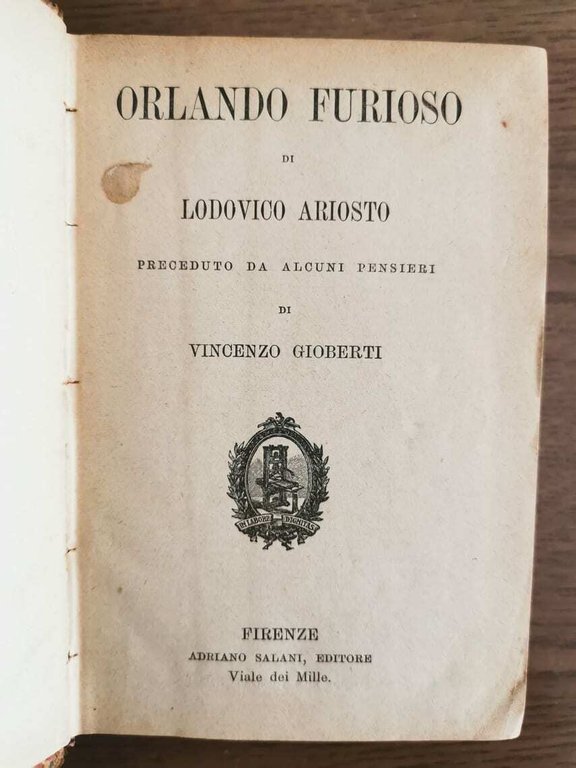 ORLANDO FURIOSO
DI
LODOVICO ARIOSTO
PRECEDUTO DA ALCUNI PENSIERI
DI
VINCENZO GIOBERTI
IN LABORE DIGNITAS
FIRENZE
ADRIANO SALANI, EDITORE
Viale dei Mille.